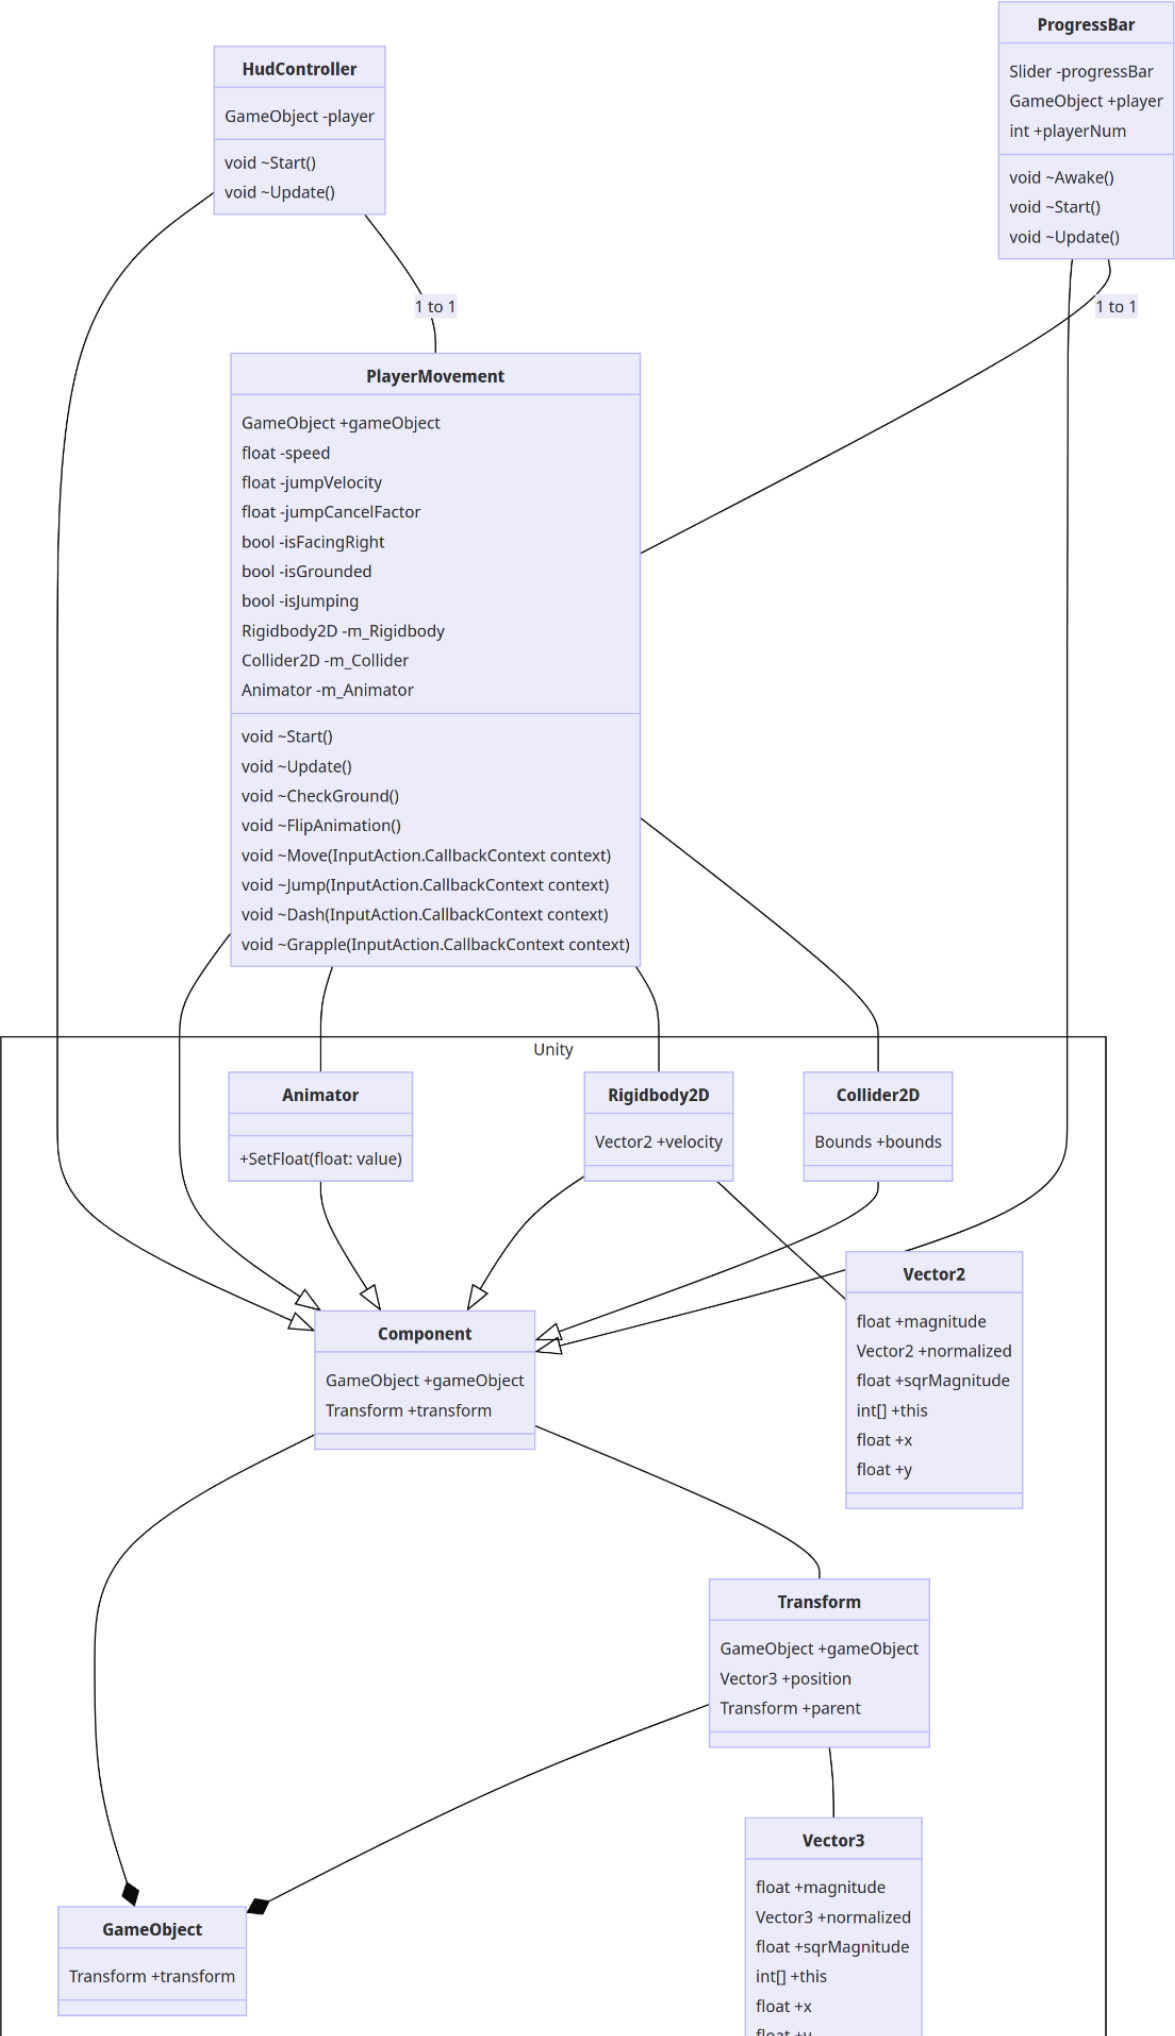 ProgressBar
Slider -progressBar
GameObject +player
int +playerNum
void ~Awake()
void ~Start()
void ~Update()
HudController
GameObject -player
void ~Start()
void ~Update()
1 to 1
1 to 1
PlayerMovement
GameObject +gameObject
float -speed
float -jumpVelocity
float -jumpCancelFactor
bool -isFacingRight
bool -isGrounded
bool -isJumping
Rigidbody2D -m_Rigidbody
Collider2D -m_Collider
Animator -m_Animator
void ~Start()
void ~Update()
void ~CheckGround()
void ~FlipAnimation()
void ~Move(InputAction.CallbackContext context)
void ~Jump(InputAction.CallbackContext context)
void ~Dash(InputAction.CallbackContext context)
void ~Grapple(InputAction.CallbackContext context)
Unity
Animator
+SetFloat(float: value)
Rigidbody2D
Vector2 +velocity
Collider2D
Bounds +bounds
Vector2
float +magnitude
Vector2 +normalized
float +sqrMagnitude
int[] +this
float +x
float +y
Component
GameObject +gameObject
Transform +transform
Transform
GameObject +gameObject
Vector3 +position
Transform +parent
Vector3
float +magnitude
Vector3 +normalized
float +sqrMagnitude
int[] +this
float +x
float +y
GameObject
Transform +transform